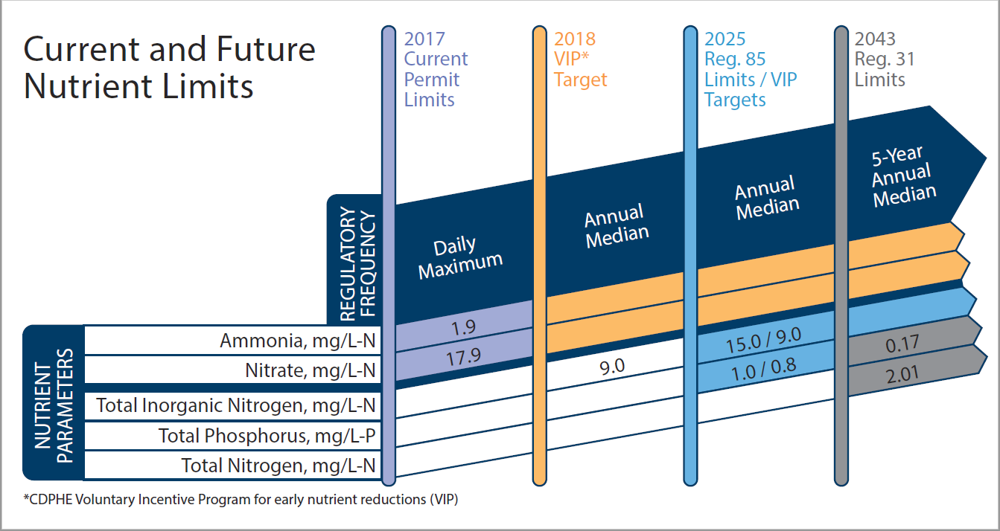 Current and Future
Nutrient Limits
2017
Current
Permit
Limits
2018
VIP*
Target
2025
Reg. 85
Limits / VIP
Targets
2043
Reg. 31
Limits
REGULATORY
FREQUENCY
Daily
Maximum
Annual
Median
Annual
Median
5-Year
Annual
Median
NUTRIENT
PARAMETERS
Ammonia, mg/L-N
1.9
Nitrate, mg/L-N
17.9
Total Inorganic Nitrogen, mg/L-N
9.0
15.0 / 9.0
Total Phosphorus, mg/L-P
1.0 / 0.8
0.17
Total Nitrogen, mg/L-N
2.01
*CDPHE Voluntary Incentive Program for early nutrient reductions (VIP)